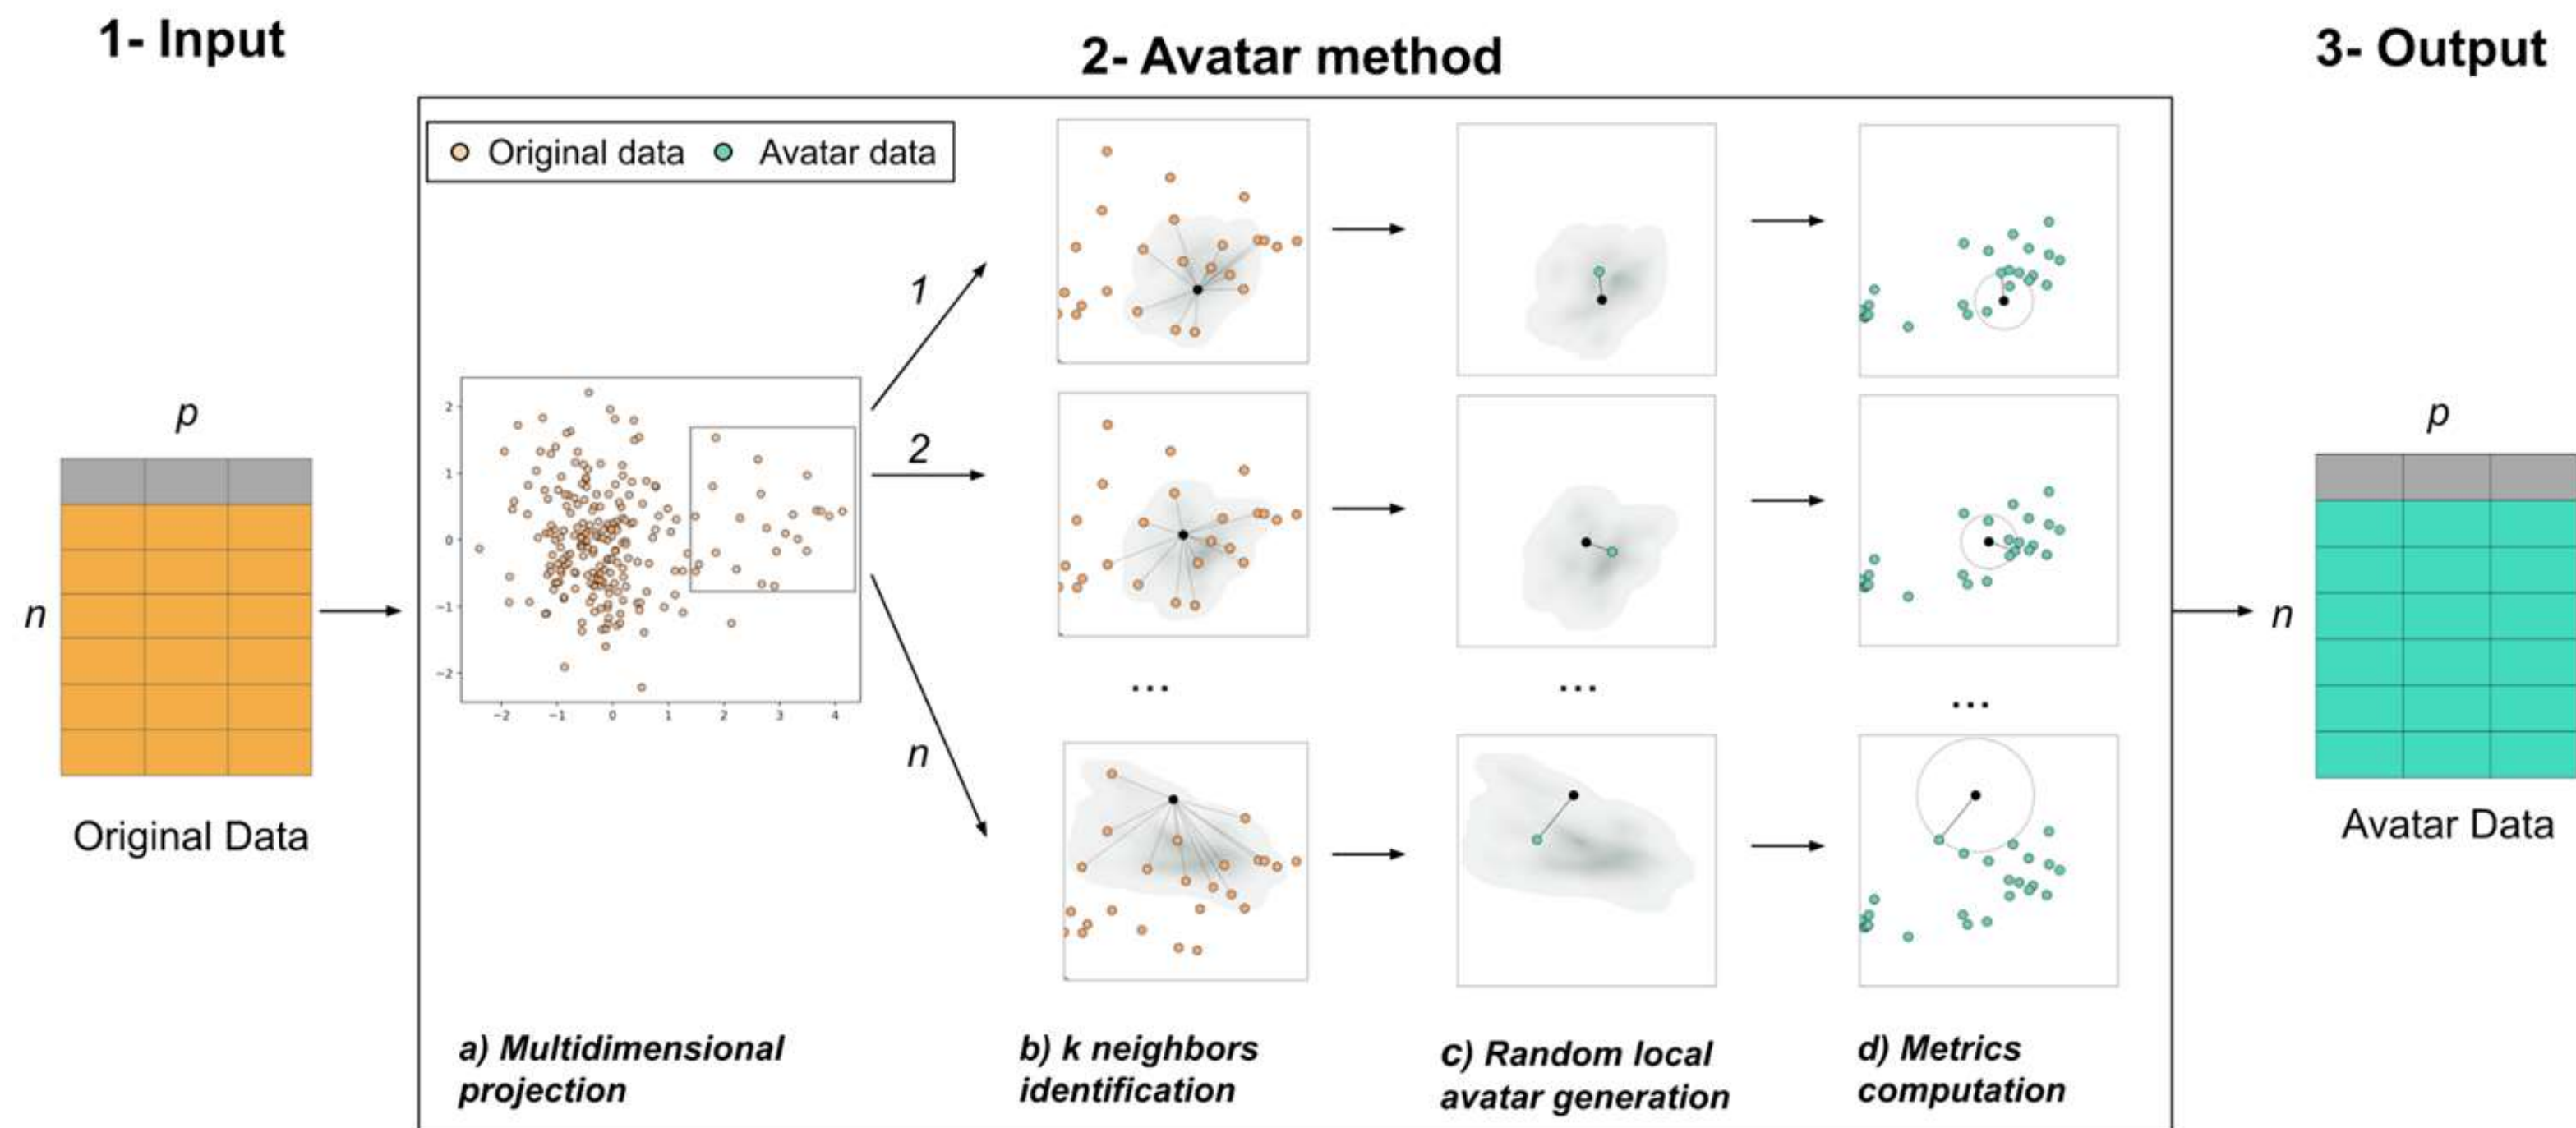 1- Input
2- Avatar method
3- Output
Original data
Avatar data
p
n
Original Data
2
1
0
−1
−2
−2
−1
0
1
2
3
4
1
2
n
...
...
...
a) Multidimensional
projection
b) k neighbors
identification
c) Random local
avatar generation
d) Metrics
computation
p
n
Avatar Data